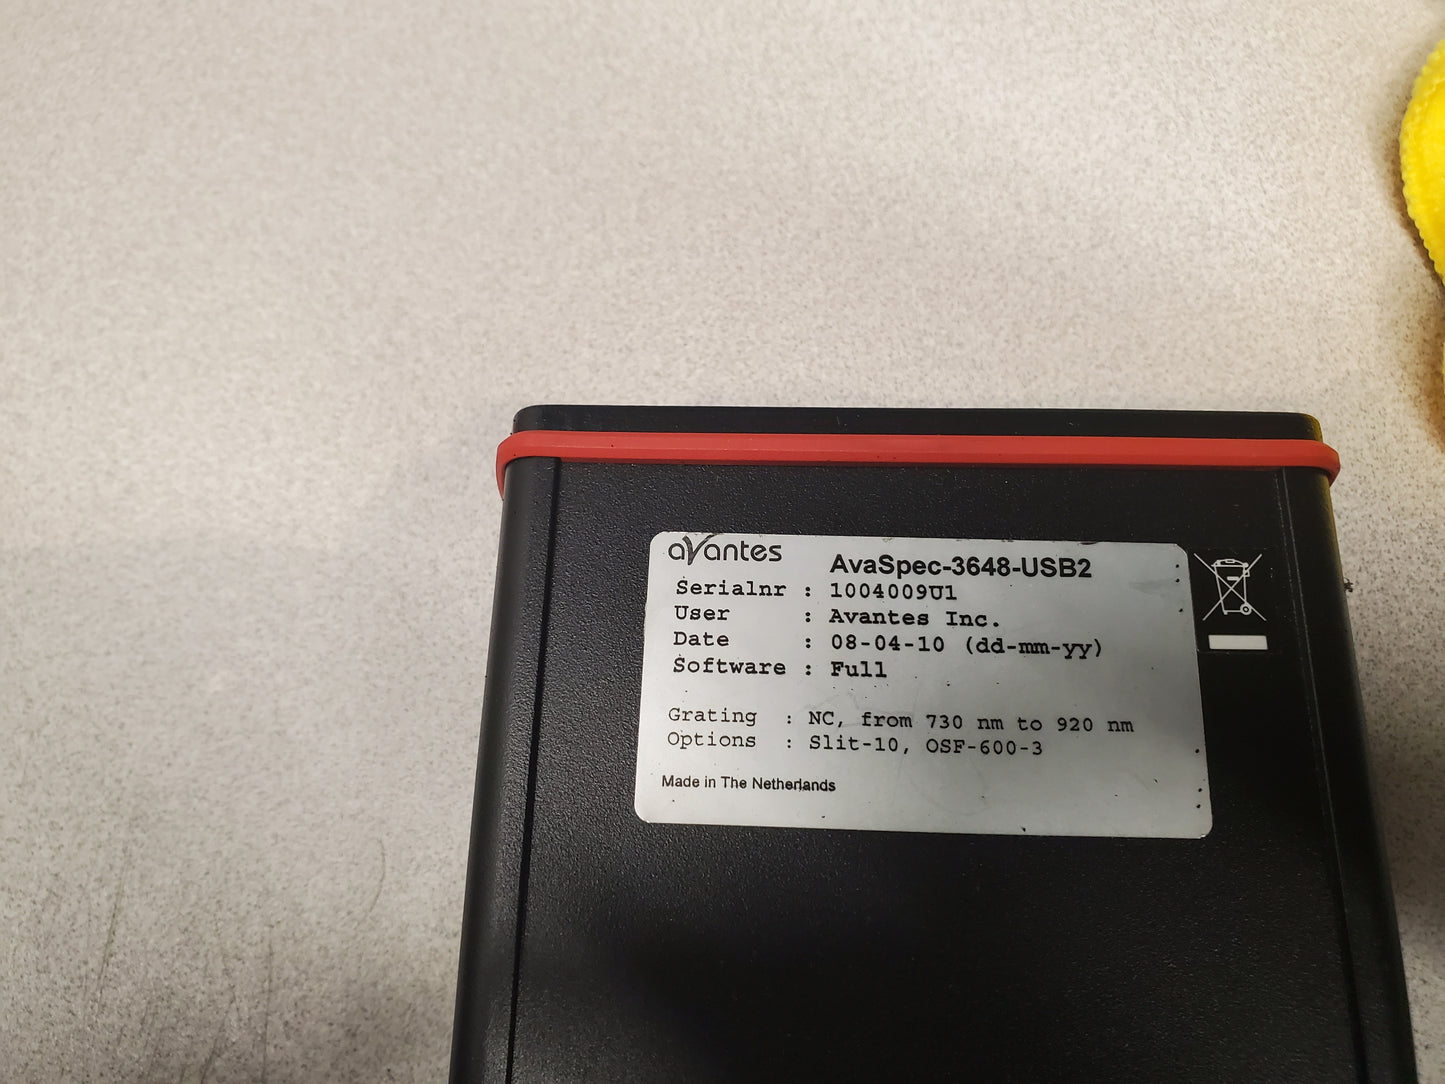 avantes AvaSpec-3648-USB2
Serialnr : 1004009U1
User : Avantes Inc.
Date : 08-04-10 (dd-mm-yy)
Software : Full
Grating : NC, from 730 nm to 920 nm
Options : Slit-10, OSF-600-3
Made in The Netherlands